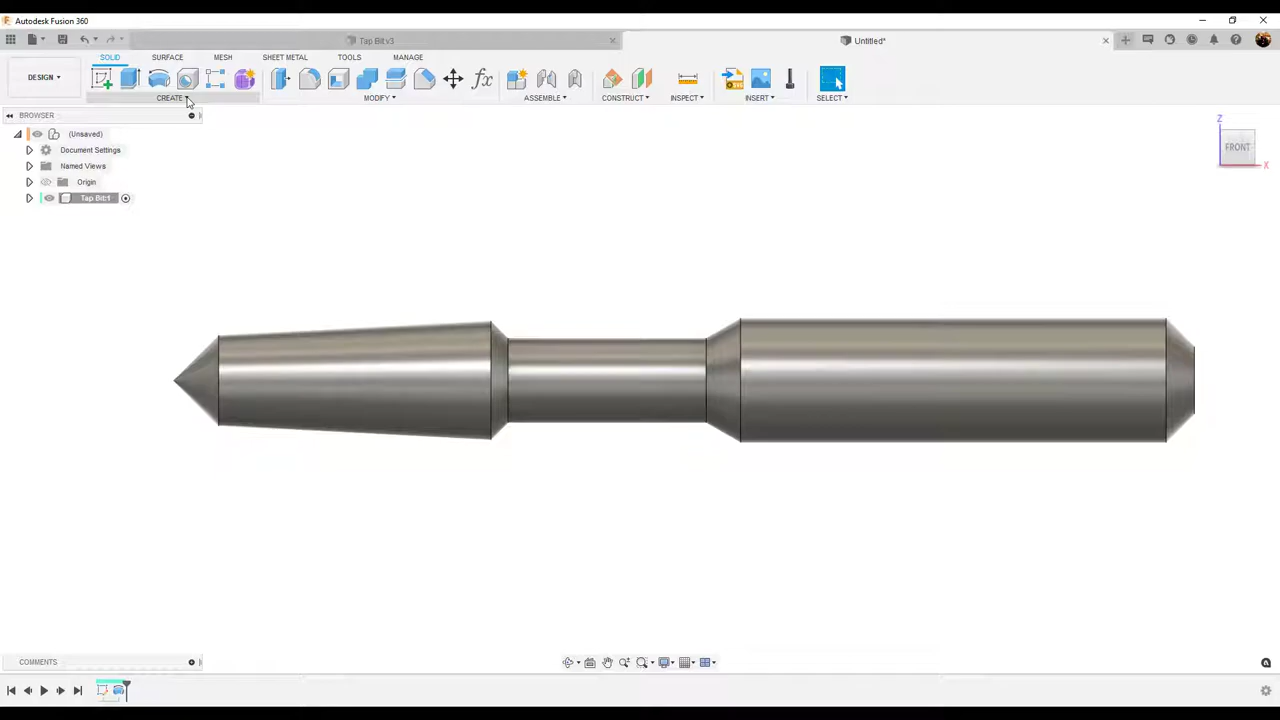 Autodesk Fusion 360
Tap Bit v3
Untitled*
SOLID SURFACE MESH SHEET METAL TOOLS MANAGE
DESIGN
CREATE MODIFY ASSEMBLE CONSTRUCT INSPECT INSERT SELECT
BROWSER
(Unsaved)
Document Settings
Named Views
Origin
Tap Bit:1
Z
FRONT
X
COMMENTS